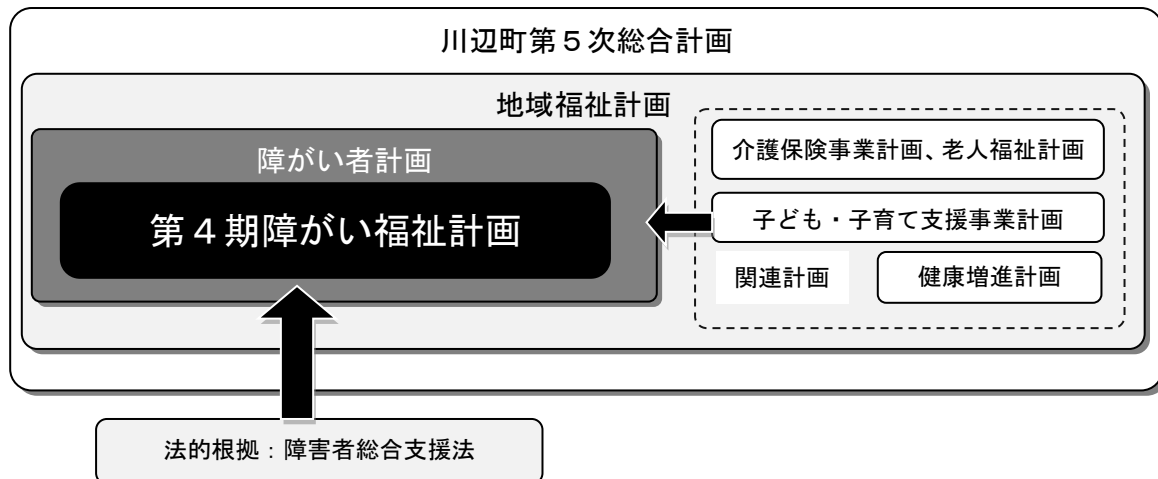 川辺町第５次総合計画
地域福祉計画
障がい者計画
第４期障がい福祉計画
介護保険事業計画、老人福祉計画
子ども・子育て支援事業計画
関連計画
健康増進計画
法的根拠：障害者総合支援法